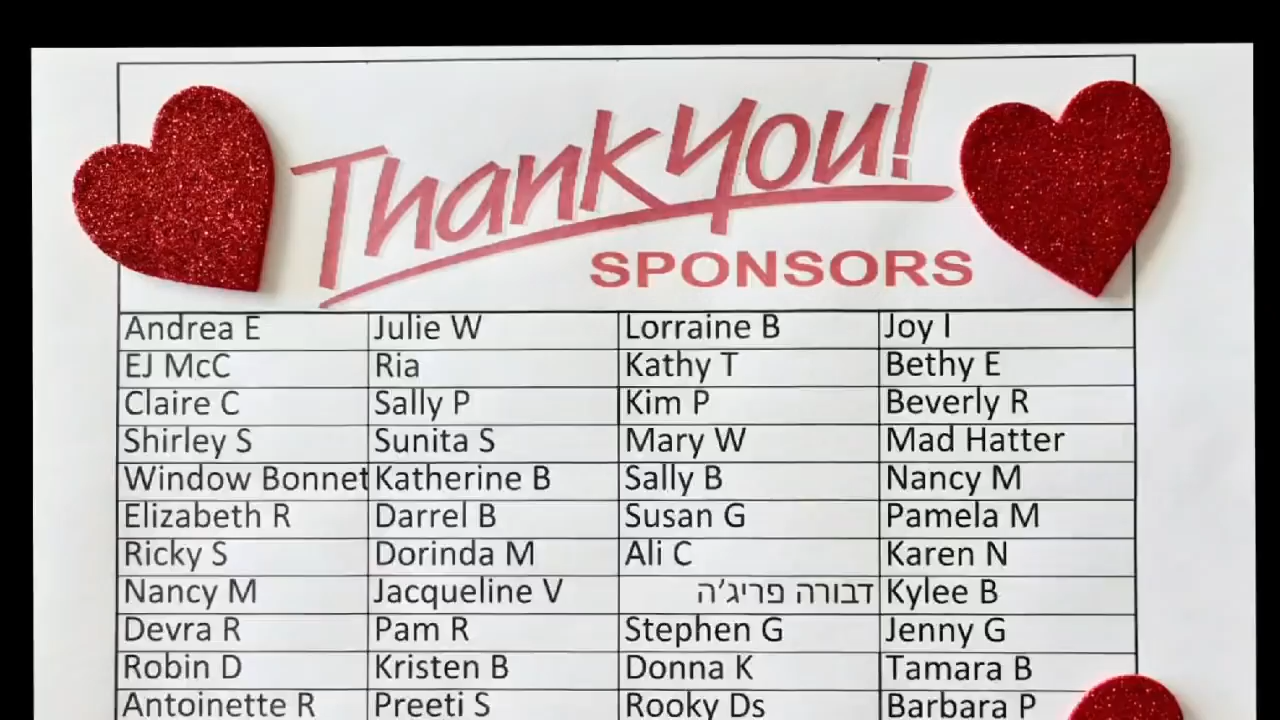 Thank You!
SPONSORS
Andrea E Julie W Lorraine B Joy I
EJ McC Ria Kathy T Bethy E
Claire C Sally P Kim P Beverly R
Shirley S Sunita S Mary W Mad Hatter
Window Bonnet Katherine B Sally B Nancy M
Elizabeth R Darrel B Susan G Pamela M
Ricky S Dorinda M Ali C Karen N
Nancy M Jacqueline V דבורה פריג'ה Kylee B
Devra R Pam R Stephen G Jenny G
Robin D Kristen B Donna K Tamara B
Antoinette R Preeti S Rooky Ds Barbara P